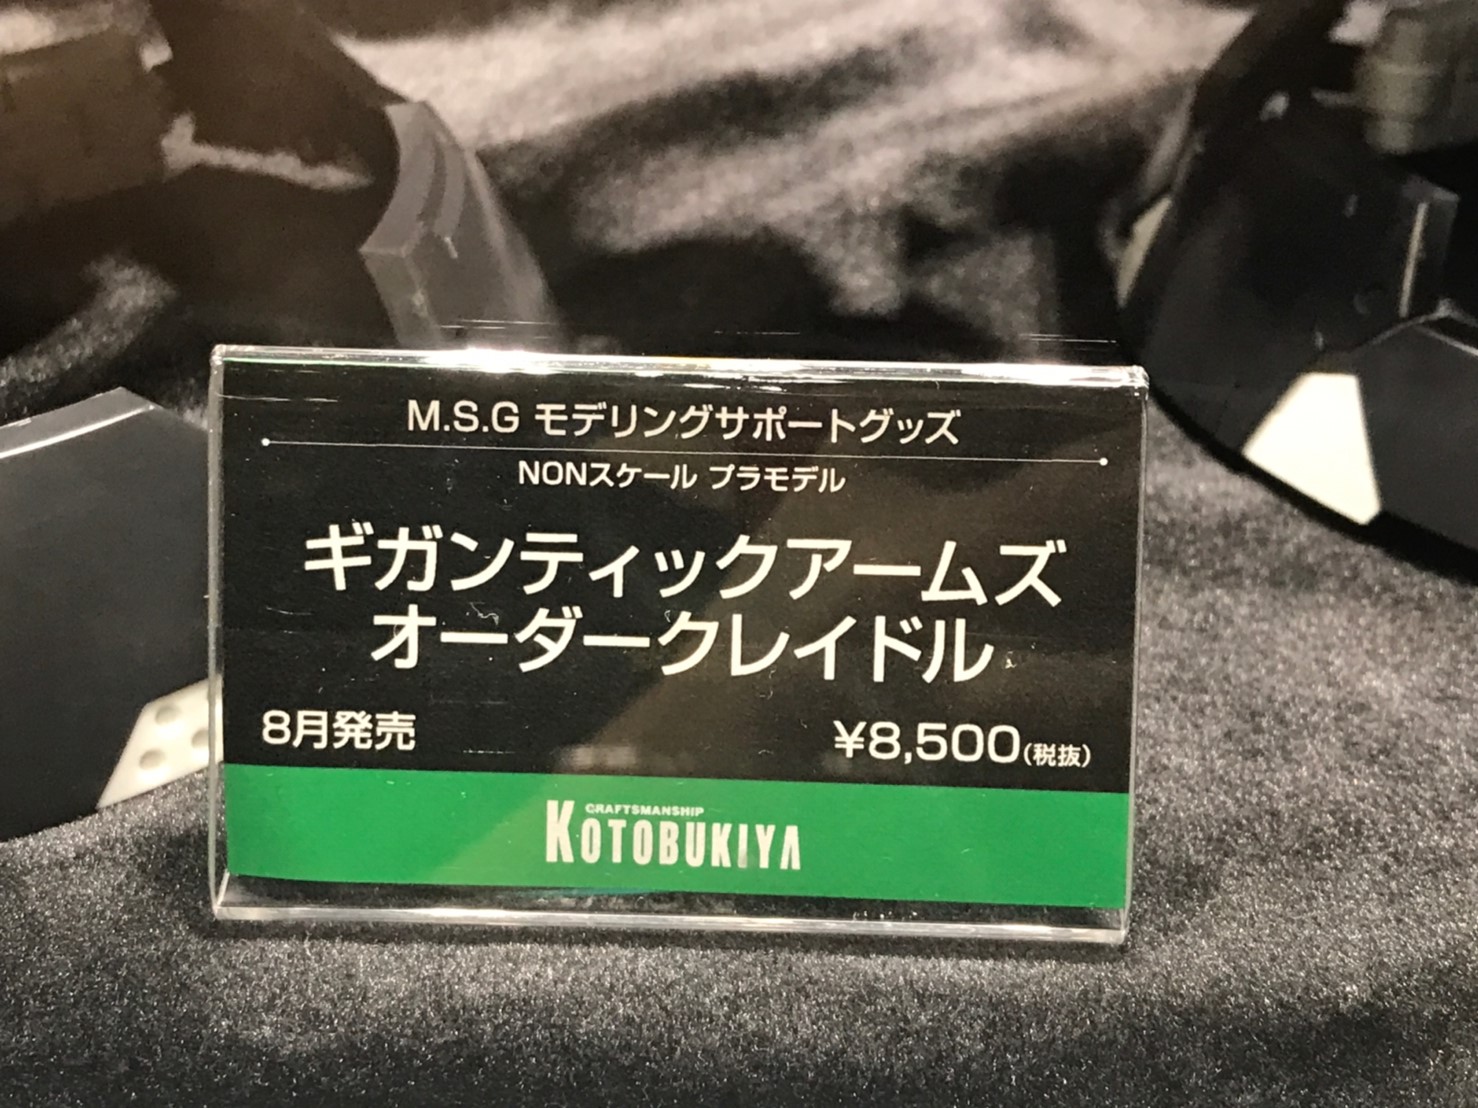 M.S.G モデリングサポートグッズ
NONスケール プラモデル
ギガンティックアームズ
オーダークレイドル
8月発売
¥8,500(税抜)
CRAFTSMANSHIP
KOTOBUKIYA